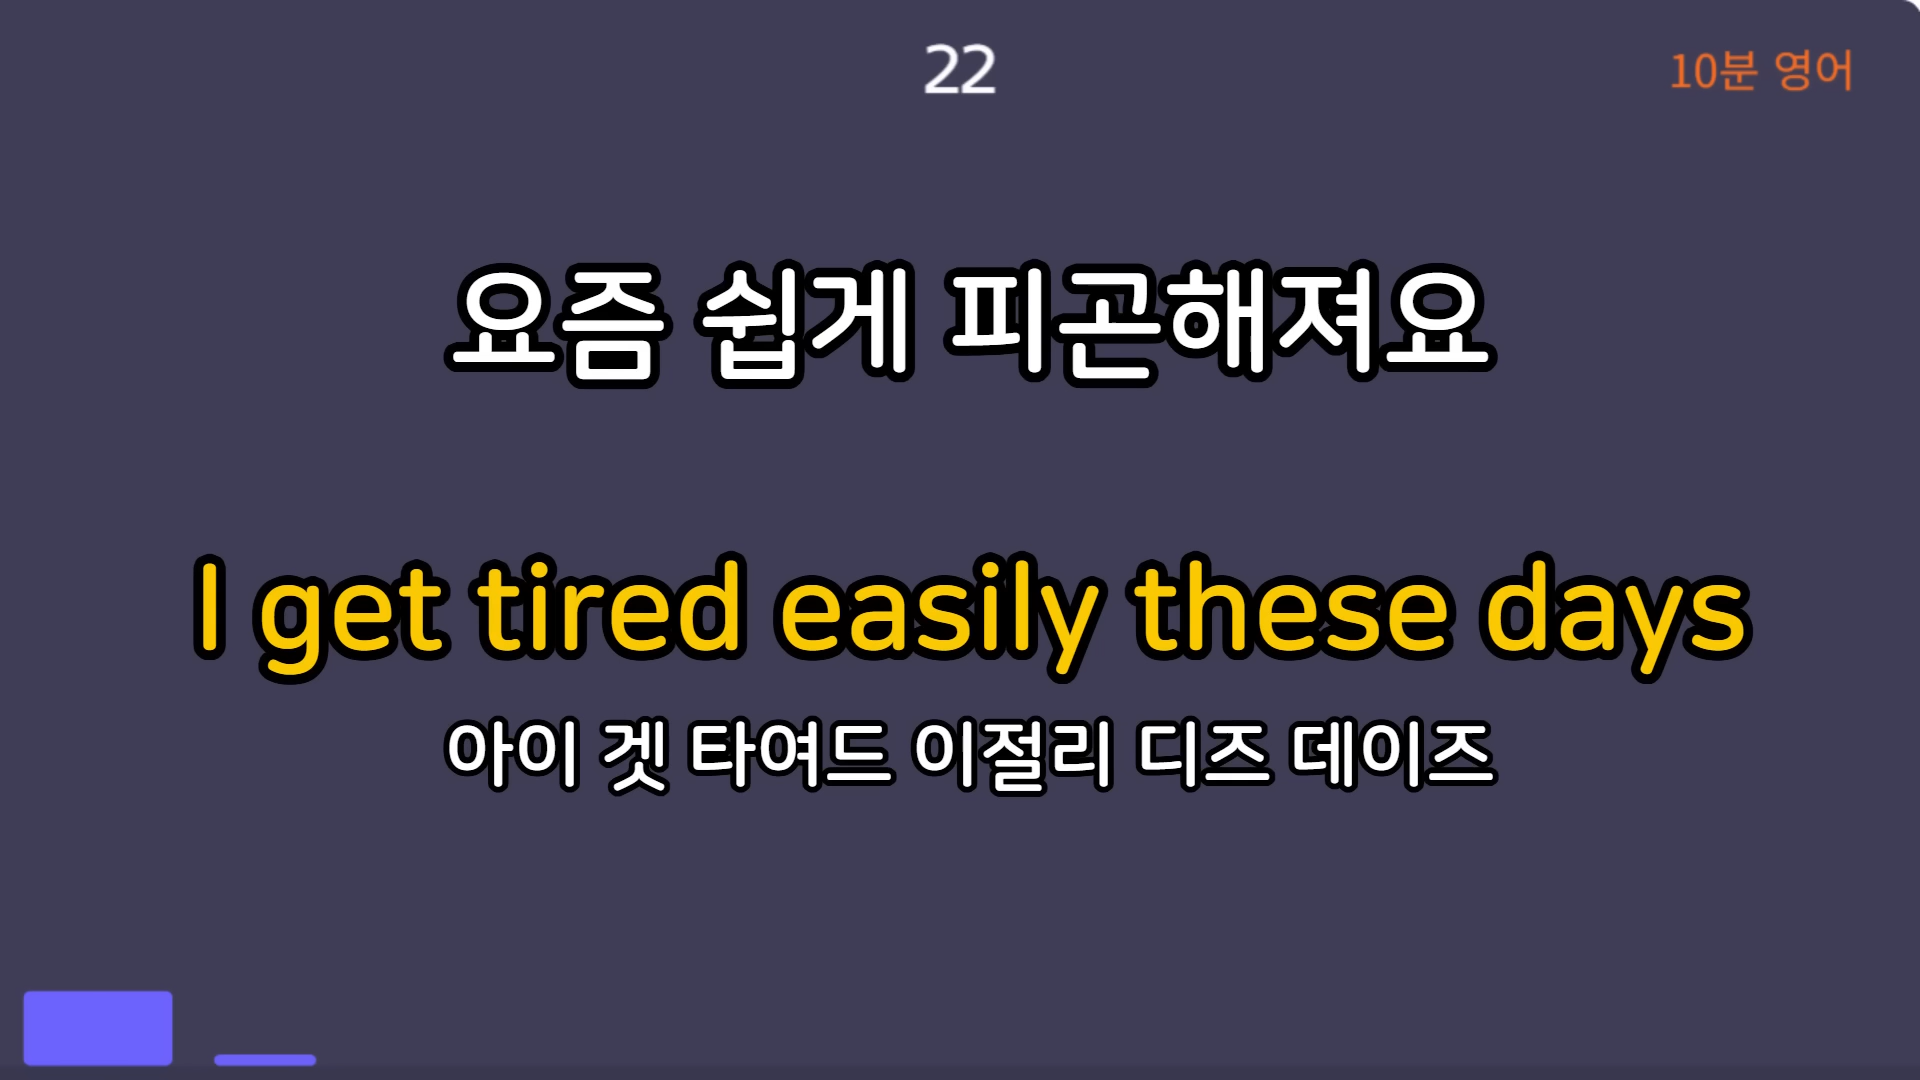 22
10분 영어
요즘 쉽게 피곤해져요
I get tired easily these days
아이 겟 타여드 이절리 디즈 데이즈